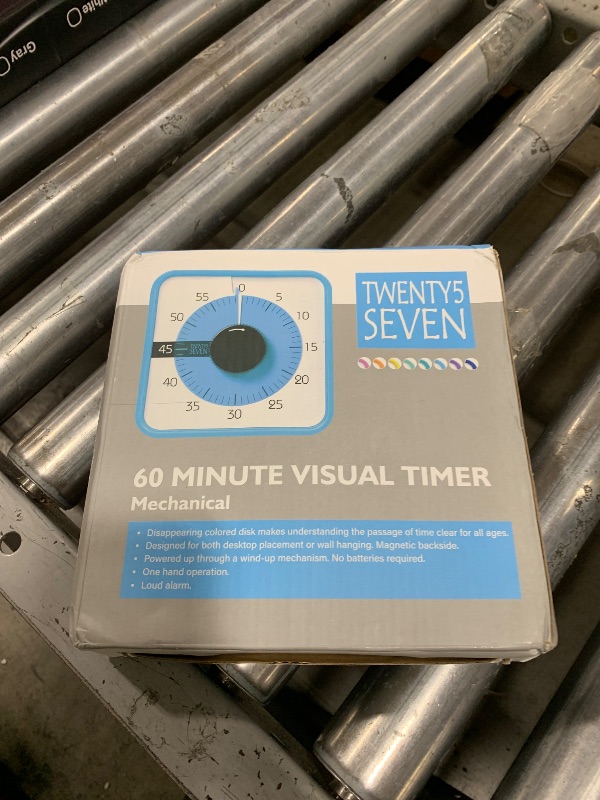 White
Gray
TWENTY5
SEVEN
0
5
10
15
20
25
30
35
40
45
50
55
TWENTY5
SEVEN
60 MINUTE VISUAL TIMER
Mechanical
• Disappearing colored disk makes understanding the passage of time clear for all ages.
• Designed for both desktop placement or wall hanging. Magnetic backside.
• Powered up through a wind-up mechanism. No batteries required.
• One hand operation.
• Loud alarm.